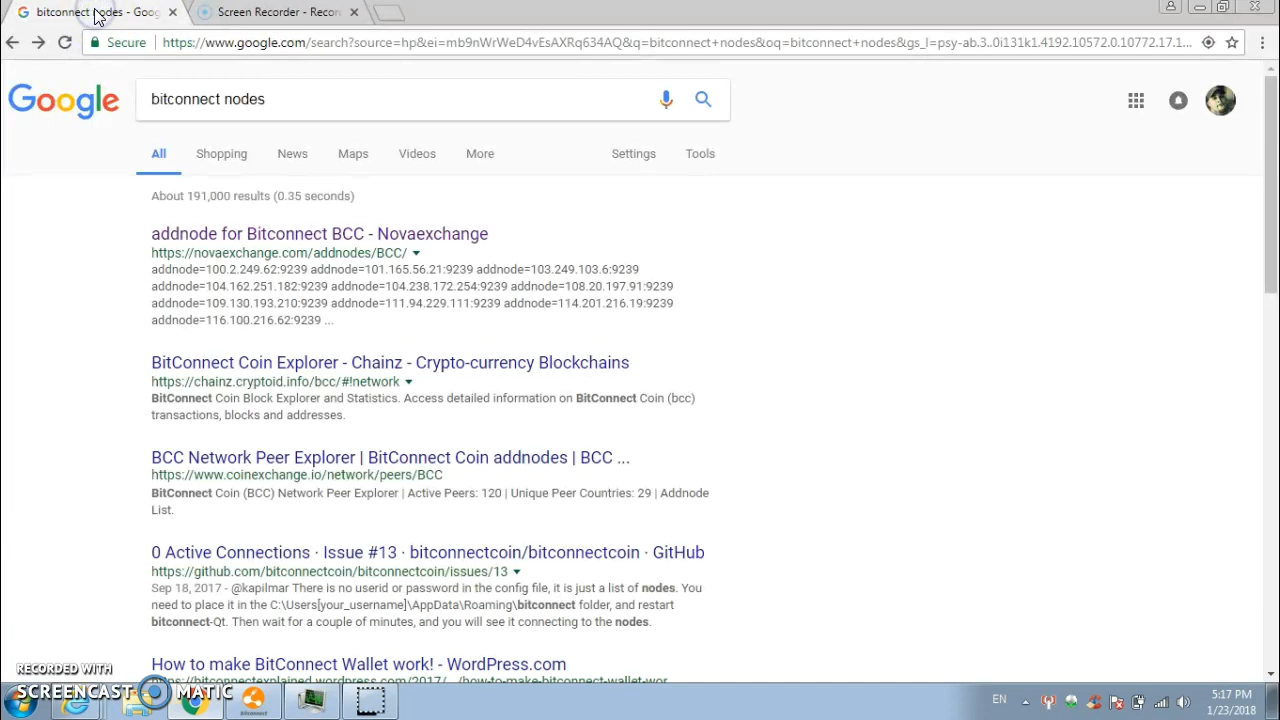 bitconnect nodes - Goog
Screen Recorder - Recor
Secure
https://www.google.com/search?source=hp&ei=mb9nWrWeD4vEsAXRq634AQ&q=bitconnect+nodes&oq=bitconnect+nodes&gs_l=psy-ab.3..0i131k1.4192.10572.0.10772.17.1...
Google
bitconnect nodes
All
Shopping
News
Maps
Videos
More
Settings
Tools
About 191,000 results (0.35 seconds)
addnode for Bitconnect BCC - Novaexchange
https://novaexchange.com/addnodes/BCC/
addnode=100.2.249.62:9239 addnode=101.165.56.21:9239 addnode=103.249.103.6:9239
addnode=104.162.251.182:9239 addnode=104.238.172.254:9239 addnode=108.20.197.91:9239
addnode=109.130.193.210:9239 addnode=111.94.229.111:9239 addnode=114.201.216.19:9239
addnode=116.100.216.62:9239 ...
BitConnect Coin Explorer - Chainz - Crypto-currency Blockchains
https://chainz.cryptoid.info/bcc/#!network
BitConnect Coin Block Explorer and Statistics. Access detailed information on BitConnect Coin (bcc)
transactions, blocks and addresses.
BCC Network Peer Explorer | BitConnect Coin addnodes | BCC ...
https://www.coinexchange.io/network/peers/BCC
BitConnect Coin (BCC) Network Peer Explorer | Active Peers: 120 | Unique Peer Countries: 29 | Addnode
List.
0 Active Connections · Issue #13 · bitconnectcoin/bitconnectcoin · GitHub
https://github.com/bitconnectcoin/bitconnectcoin/issues/13
Sep 18, 2017 - @kapilmar There is no userid or password in the config file, it is just a list of nodes. You
need to place it in the C:\Users[your_username]\AppData\Roaming\bitconnect folder, and restart
bitconnect-Qt. Then wait for a couple of minutes, and you will see it connecting to the nodes.
How to make BitConnect Wallet work! - WordPress.com
https://bitconnectexplained.wordpress.com/2017/.../how-to-make-bitconnect-wallet-wor...
RECORDED WITH
SCREENCAST MATIC
EN
5:17 PM
1/23/2018